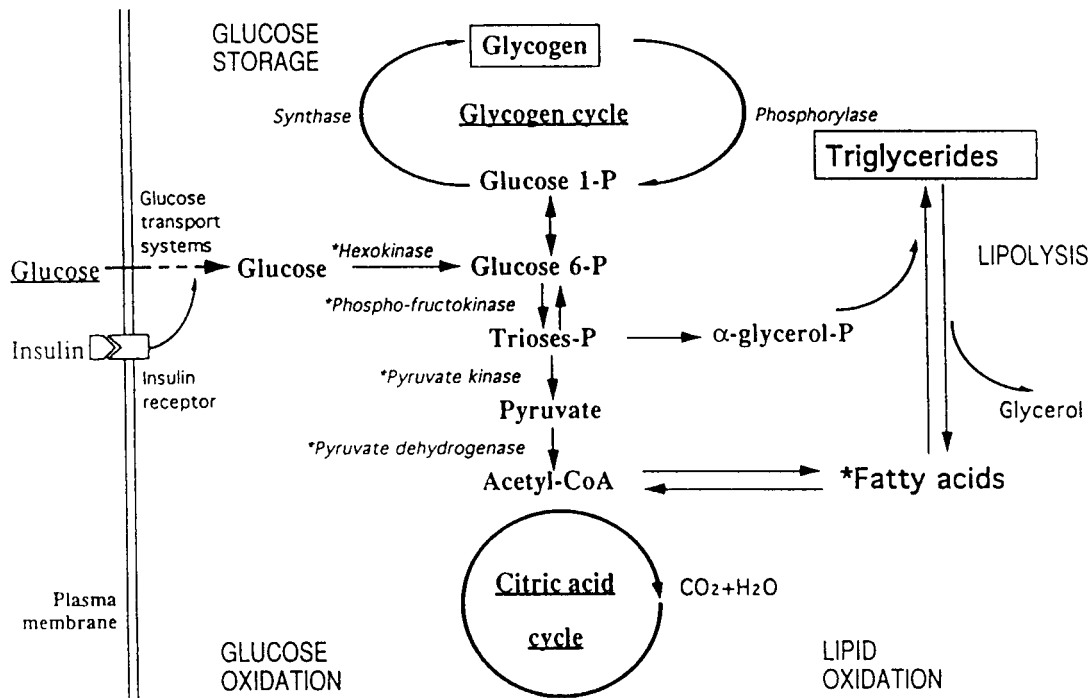 GLUCOSE
STORAGE
Glycogen
Synthase
Glycogen cycle
Phosphorylase
Triglycerides
Glucose 1-P
Glucose
transport
systems
Glucose
Glucose
*Hexokinase
Glucose 6-P
LIPOLYSIS
*Phospho-fructokinase
Insulin
Trioses-P
α-glycerol-P
Insulin
receptor
*Pyruvate kinase
Pyruvate
Glycerol
*Pyruvate dehydrogenase
Acetyl-CoA
*Fatty acids
Citric acid
cycle
CO2+H2O
Plasma
membrane
GLUCOSE
OXIDATION
LIPID
OXIDATION